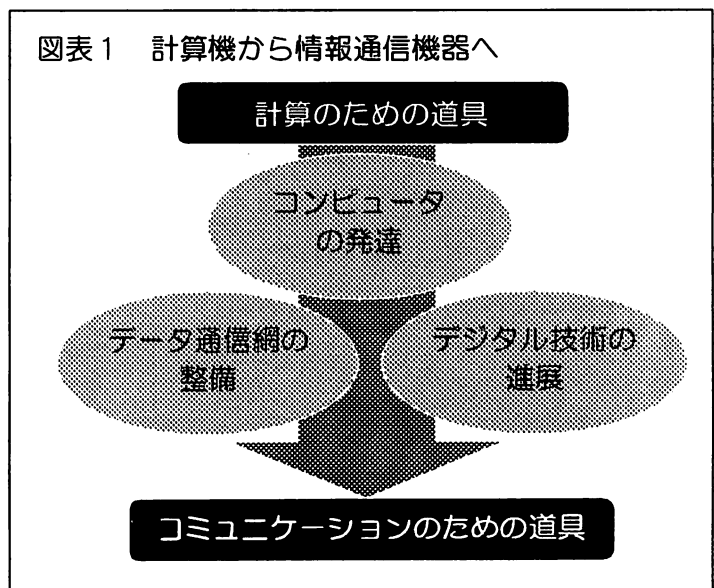 図表1 計算機から情報通信機器へ
計算のための道具
コンピュータ
の発達
データ通信網の
整備
デジタル技術の
進展
コミュニケーションのための道具